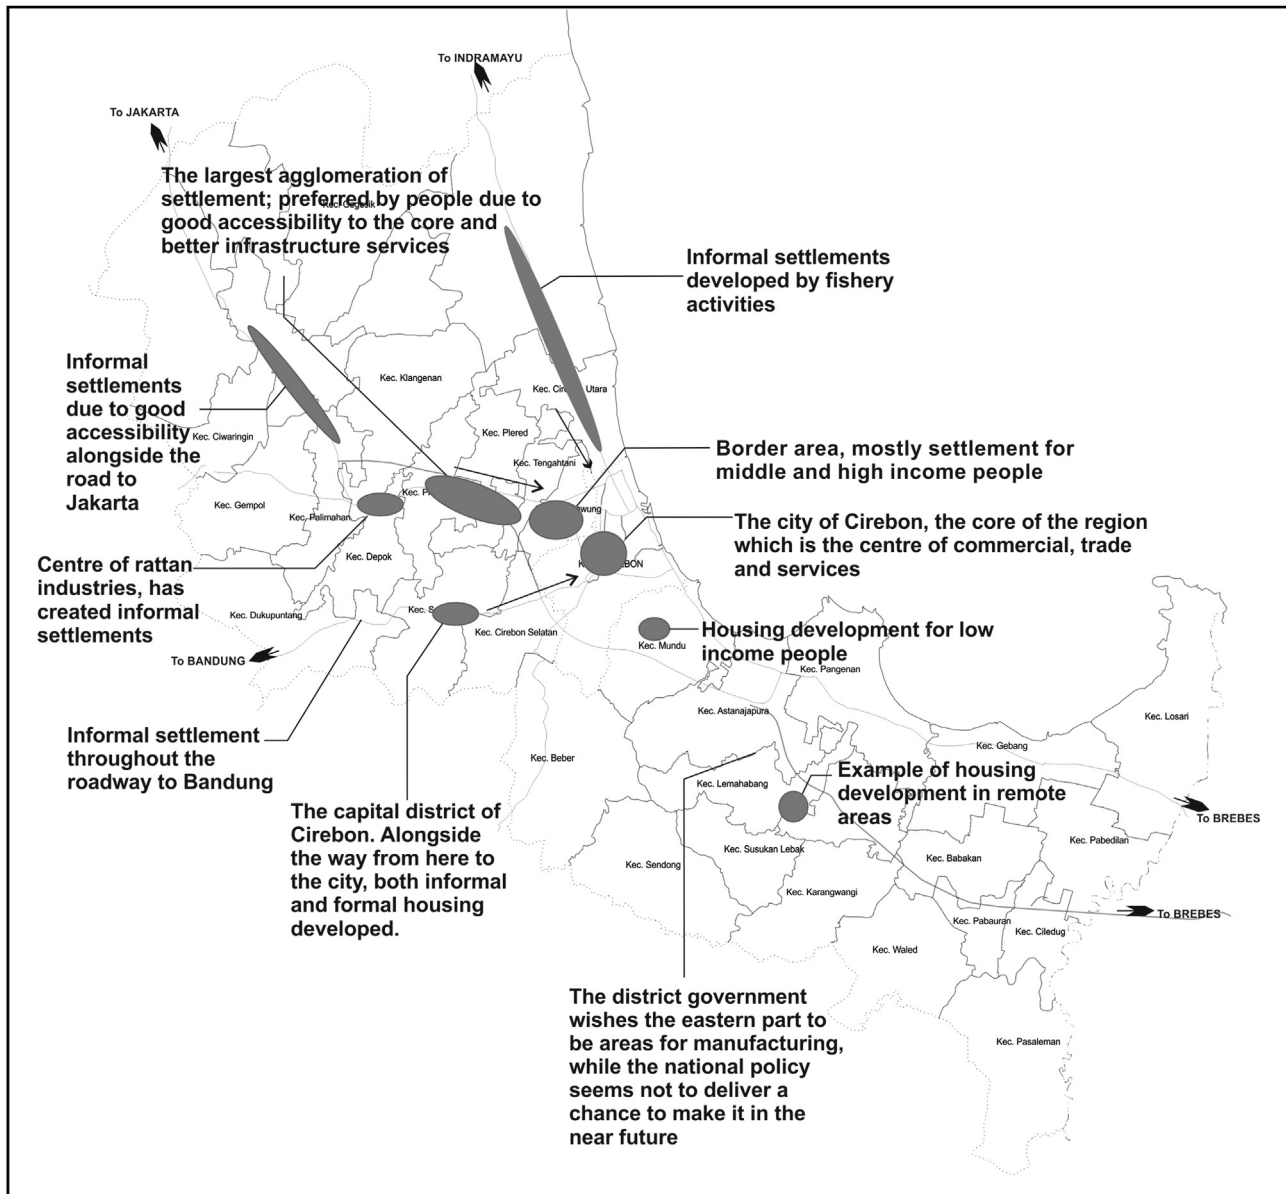 To INDRAMAYU
To JAKARTA
The largest agglomeration of
settlement; preferred by people due to
good accessibility to the core and
better infrastructure services
Informal settlements
developed by fishery
activities
Informal
settlements
due to good
accessibility
alongside the
road to
Jakarta
Kec. Klangenan
Utara
Kec. Ciwaringin
Kec. Plered
Kec. Tengahtani
Border area, mostly settlement for
middle and high income people
Kec. Gempol
Kec. Palimahan
The city of Cirebon, the core of the region
which is the centre of commercial, trade
and services
Kec. Depok
Centre of rattan
industries, has
created informal
settlements
Kec. Dukupuntang
Kec. Cirebon Selatan
Housing development for low
income people
Kec. Mundu
To BANDUNG
Kec. Pangenan
Kec. Astanajapura
Kec. Losari
Informal settlement
throughout the
roadway to Bandung
Kec. Gebang
Kec. Beber
Kec. Lemahabang
Example of housing
development in remote
areas
The capital district of
Cirebon. Alongside
the way from here to
the city, both informal
and formal housing
developed.
To BREBES
Kec. Pabedilan
Kec. Susukan Lebak
Kec. Sendong
Kec. Babakan
Kec. Karangwangi
To BREBES
Kec. Pabauran
Kec. Ciledug
Kec. Waled
The district government
wishes the eastern part to
be areas for manufacturing,
while the national policy
seems not to deliver a
chance to make it in the
near future
Kec. Pasaleman